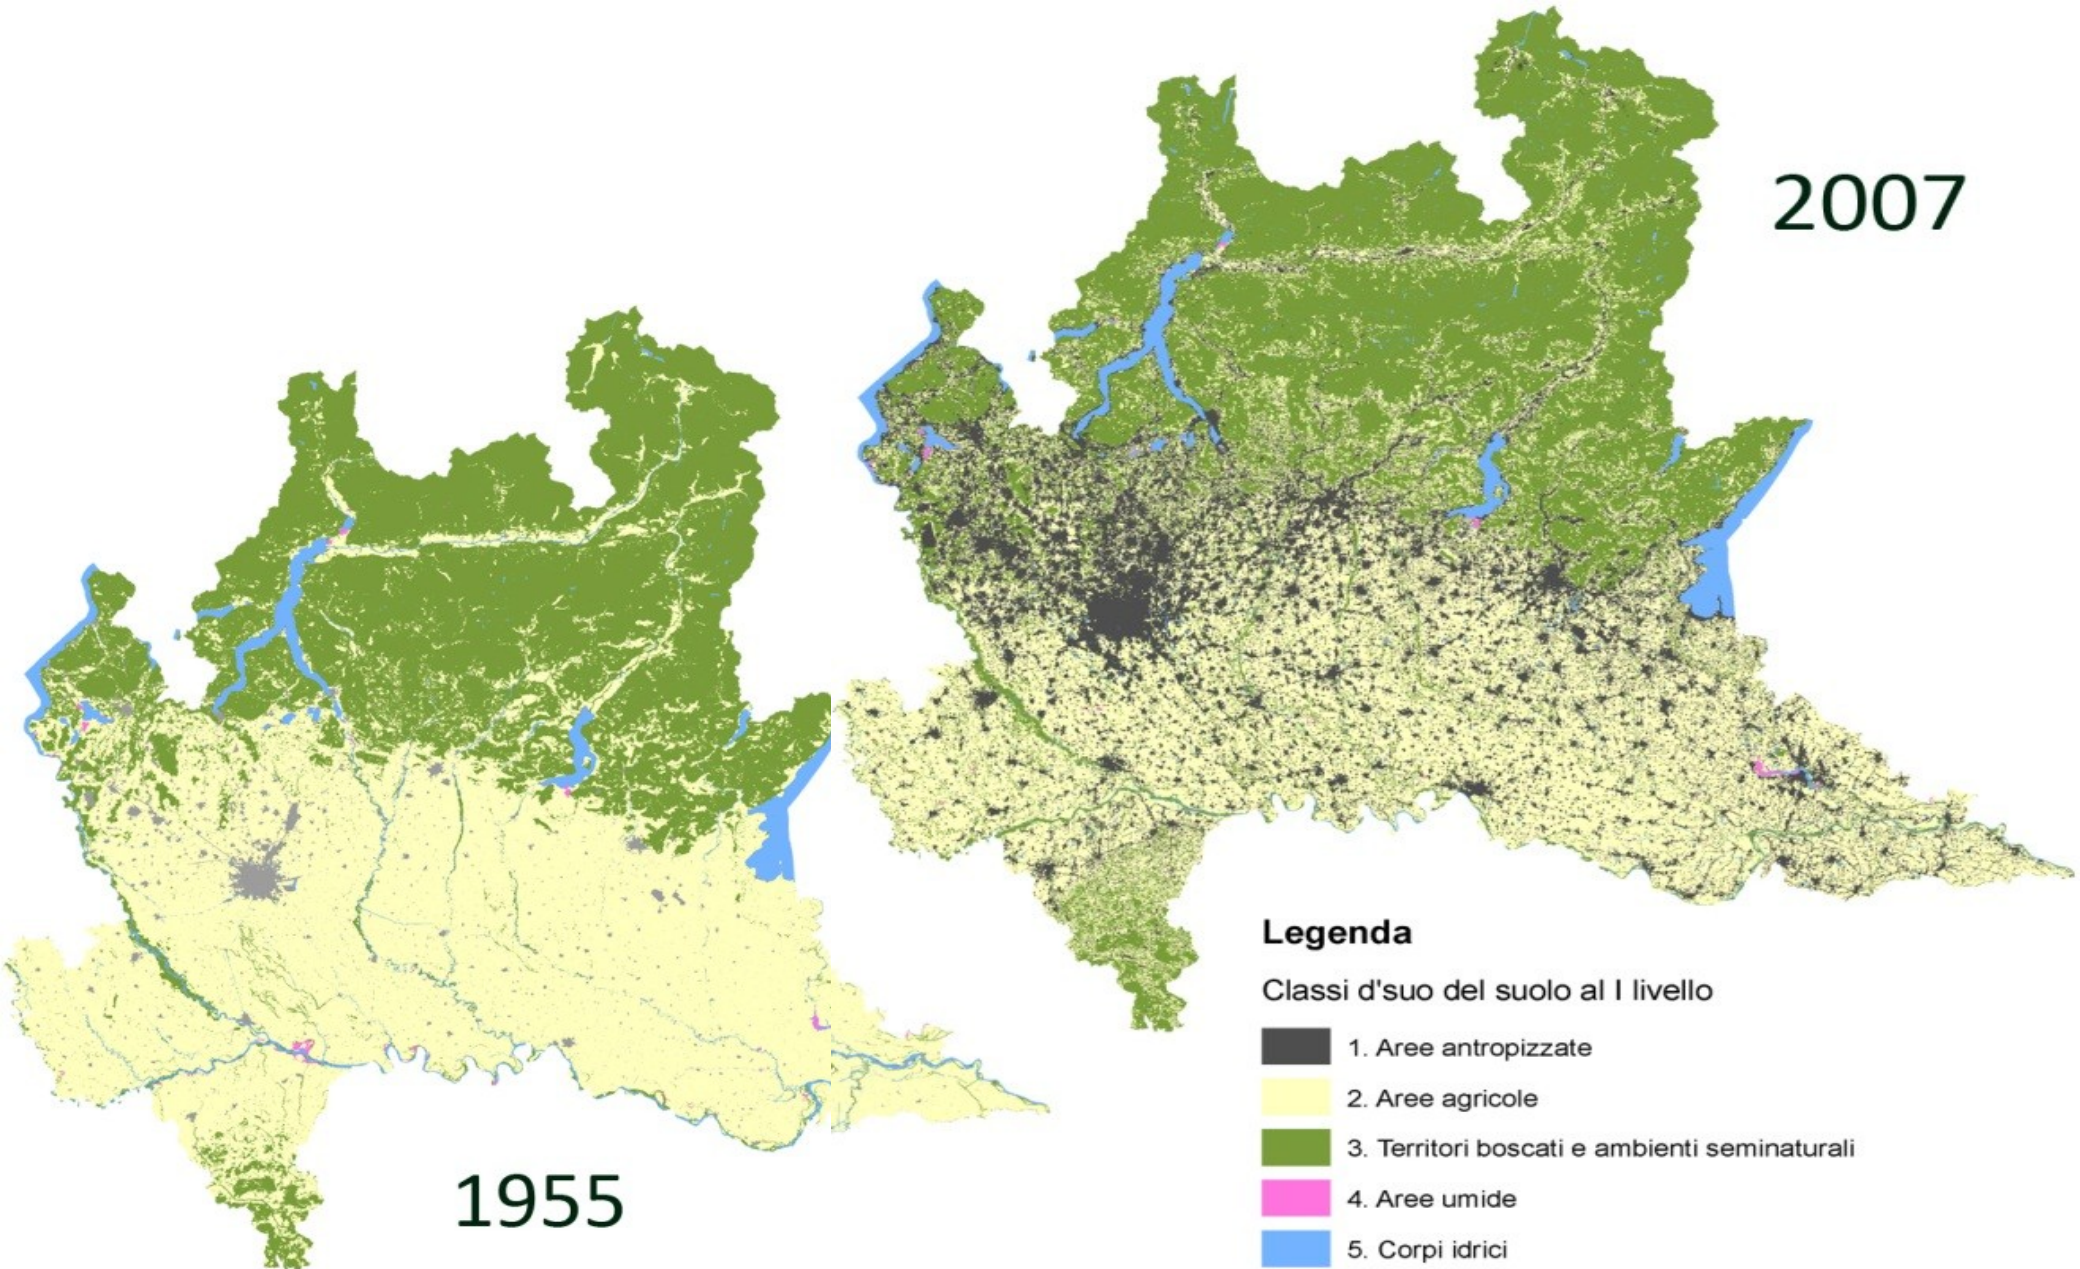 2007
1955
Legenda
Classi d'suo del suolo al I livello
1. Aree antropizzate
2. Aree agricole
3. Territori boscati e ambienti seminaturali
4. Aree umide
5. Corpi idrici